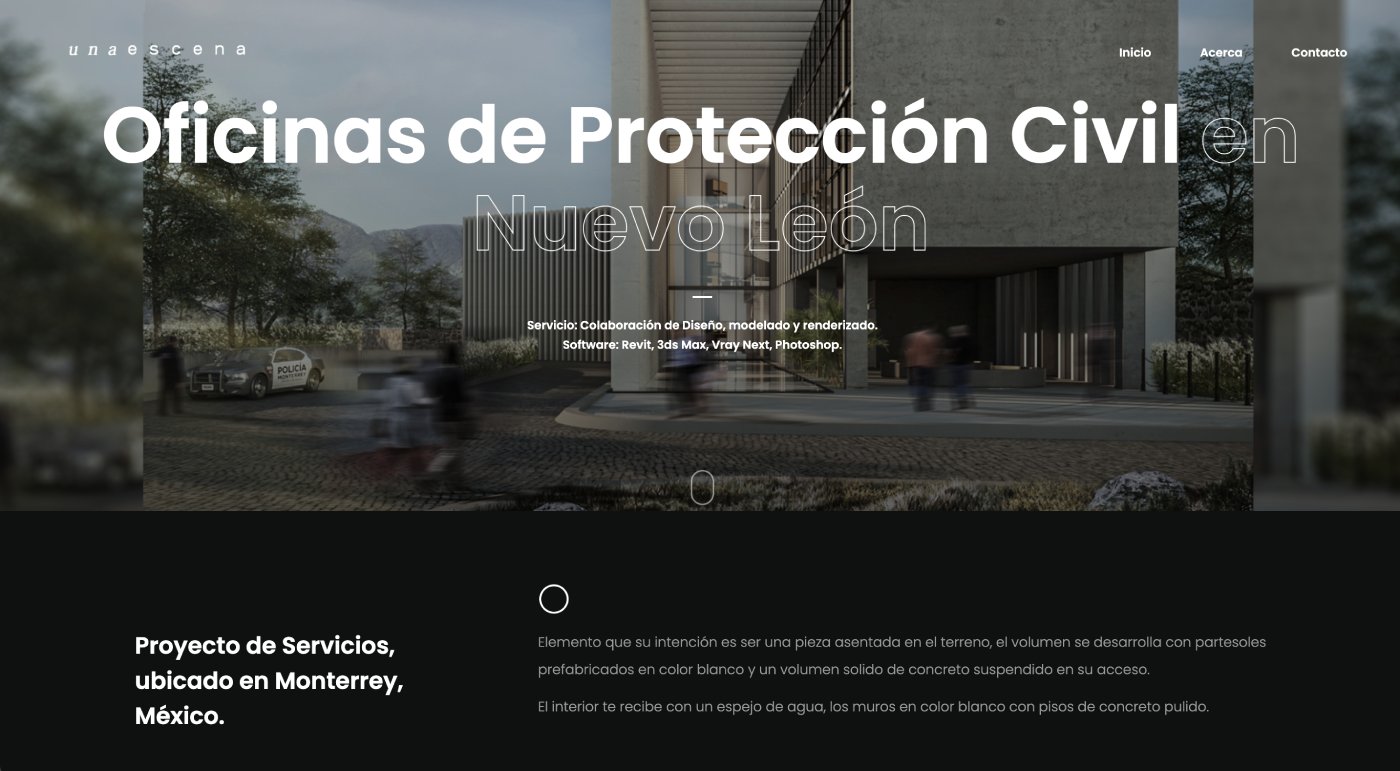 unaescena
Inicio Acerca Contacto
Oficinas de Protección Civil en
Nuevo León
Servicio: Colaboración de Diseño, modelado y renderizado.
Software: Revit, 3ds Max, Vray Next, Photoshop.
POLICÍA
MONTERREY
Proyecto de Servicios,
ubicado en Monterrey,
México.
Elemento que su intención es ser una pieza asentada en el terreno, el volumen se desarrolla con partesoles
prefabricados en color blanco y un volumen solido de concreto suspendido en su acceso.
El interior te recibe con un espejo de agua, los muros en color blanco con pisos de concreto pulido.